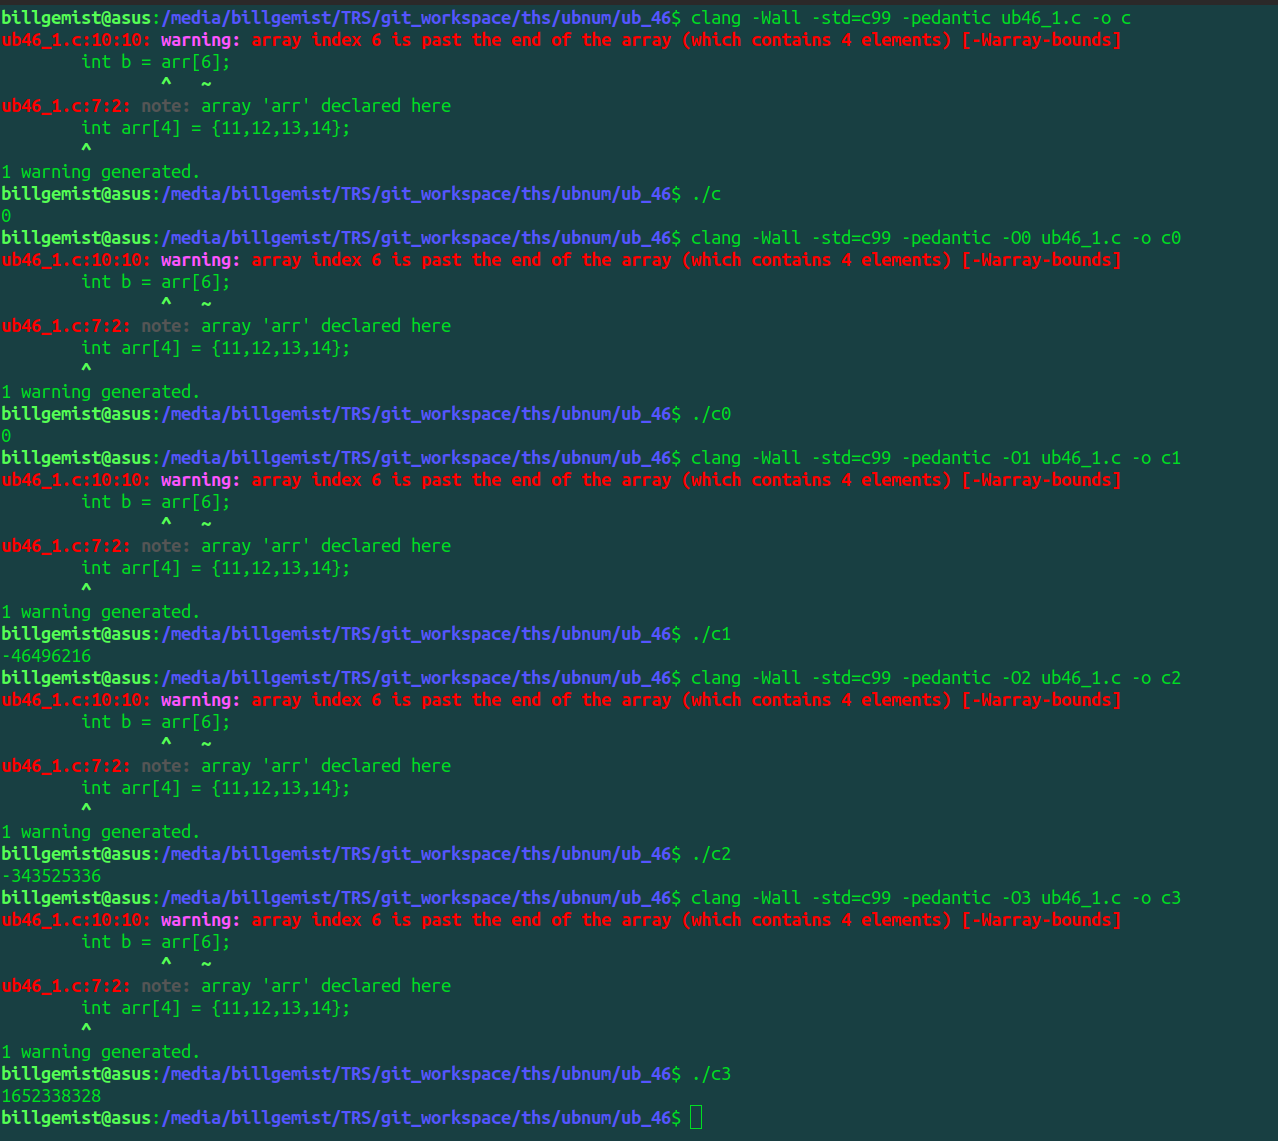 billgemist@asus:/media/billgemist/TRS/git_workspace/ths/ubnum/ub_46$ clang -Wall -std=c99 -pedantic ub46_1.c -o c
ub46_1.c:10:10: warning: array index 6 is past the end of the array (which contains 4 elements) [-Warray-bounds]
        int b = arr[6];
                ^   ~
ub46_1.c:7:2: note: array 'arr' declared here
        int arr[4] = {11,12,13,14};
        ^
1 warning generated.
billgemist@asus:/media/billgemist/TRS/git_workspace/ths/ubnum/ub_46$ ./c
0
billgemist@asus:/media/billgemist/TRS/git_workspace/ths/ubnum/ub_46$ clang -Wall -std=c99 -pedantic -O0 ub46_1.c -o c0
ub46_1.c:10:10: warning: array index 6 is past the end of the array (which contains 4 elements) [-Warray-bounds]
        int b = arr[6];
                ^   ~
ub46_1.c:7:2: note: array 'arr' declared here
        int arr[4] = {11,12,13,14};
        ^
1 warning generated.
billgemist@asus:/media/billgemist/TRS/git_workspace/ths/ubnum/ub_46$ ./c0
0
billgemist@asus:/media/billgemist/TRS/git_workspace/ths/ubnum/ub_46$ clang -Wall -std=c99 -pedantic -O1 ub46_1.c -o c1
ub46_1.c:10:10: warning: array index 6 is past the end of the array (which contains 4 elements) [-Warray-bounds]
        int b = arr[6];
                ^   ~
ub46_1.c:7:2: note: array 'arr' declared here
        int arr[4] = {11,12,13,14};
        ^
1 warning generated.
billgemist@asus:/media/billgemist/TRS/git_workspace/ths/ubnum/ub_46$ ./c1
-46496216
billgemist@asus:/media/billgemist/TRS/git_workspace/ths/ubnum/ub_46$ clang -Wall -std=c99 -pedantic -O2 ub46_1.c -o c2
ub46_1.c:10:10: warning: array index 6 is past the end of the array (which contains 4 elements) [-Warray-bounds]
        int b = arr[6];
                ^   ~
ub46_1.c:7:2: note: array 'arr' declared here
        int arr[4] = {11,12,13,14};
        ^
1 warning generated.
billgemist@asus:/media/billgemist/TRS/git_workspace/ths/ubnum/ub_46$ ./c2
-343525336
billgemist@asus:/media/billgemist/TRS/git_workspace/ths/ubnum/ub_46$ clang -Wall -std=c99 -pedantic -O3 ub46_1.c -o c3
ub46_1.c:10:10: warning: array index 6 is past the end of the array (which contains 4 elements) [-Warray-bounds]
        int b = arr[6];
                ^   ~
ub46_1.c:7:2: note: array 'arr' declared here
        int arr[4] = {11,12,13,14};
        ^
1 warning generated.
billgemist@asus:/media/billgemist/TRS/git_workspace/ths/ubnum/ub_46$ ./c3
1652338328
billgemist@asus:/media/billgemist/TRS/git_workspace/ths/ubnum/ub_46$